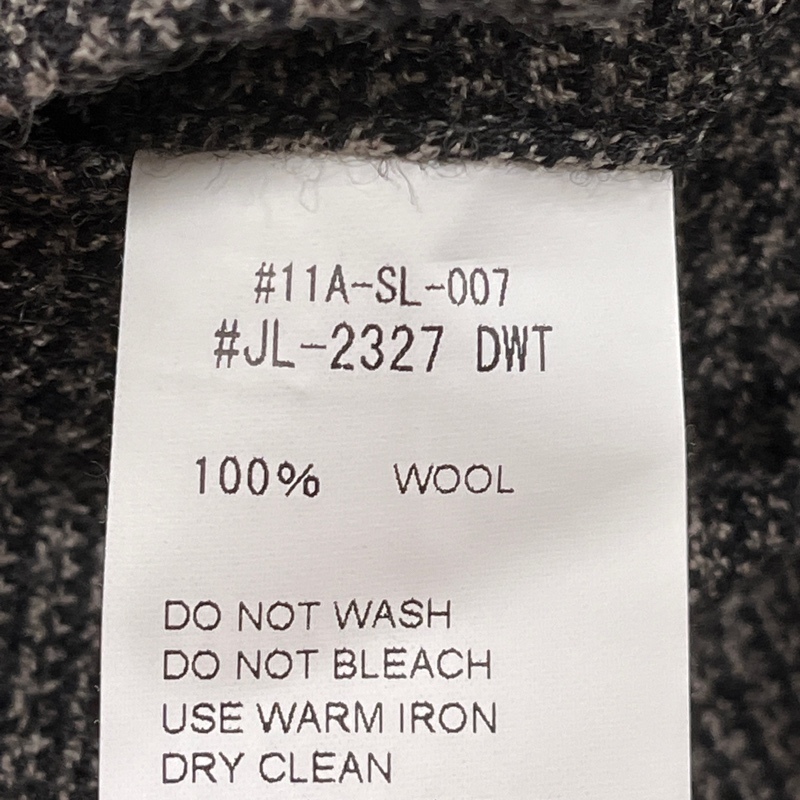 #11A-SL-007
#JL-2327 DWT
100% WOOL
DO NOT WASH
DO NOT BLEACH
USE WARM IRON
DRY CLEAN